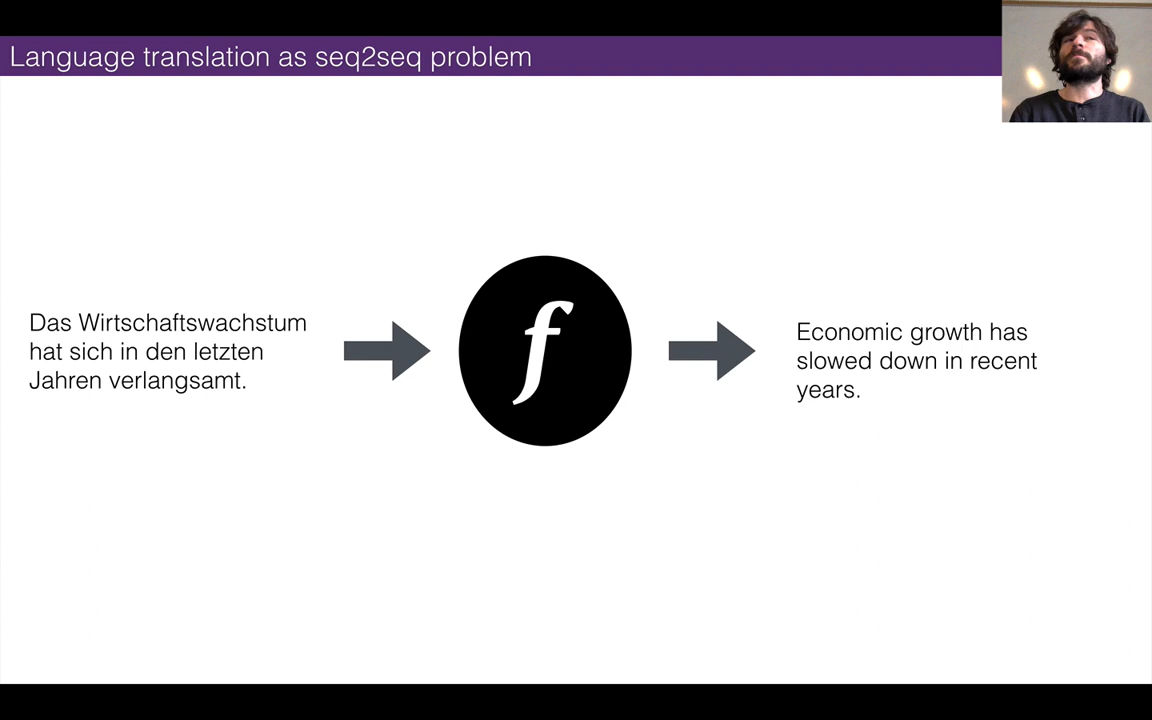 Language translation as seq2seq problem
Das Wirtschaftswachstum
hat sich in den letzten
Jahren verlangsamt.
f
Economic growth has
slowed down in recent
years.